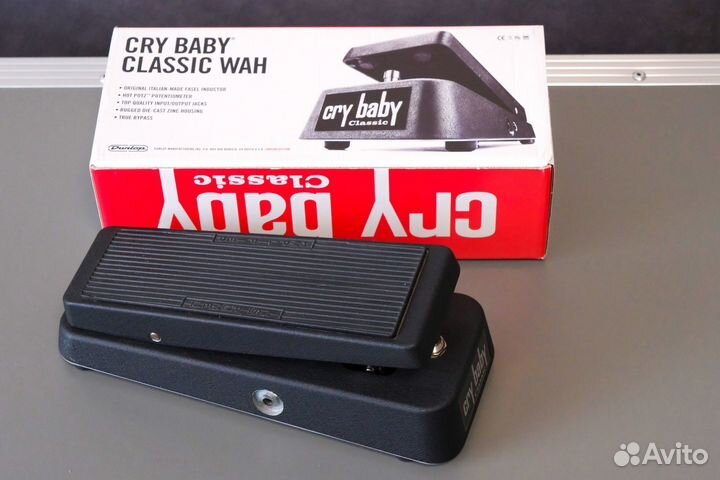 CRY BABY™
CLASSIC WAH
• ORIGINAL ITALIAN-MADE FASEL INDUCTOR
• HOT POTZ™ POTENTIOMETER
• TOP QUALITY INPUT/OUTPUT JACKS
• RUGGED DIE-CAST ZINC HOUSING
• TRUE BYPASS
Dunlop
cry baby
Classic
cry baby
Classic
cry baby
Avito